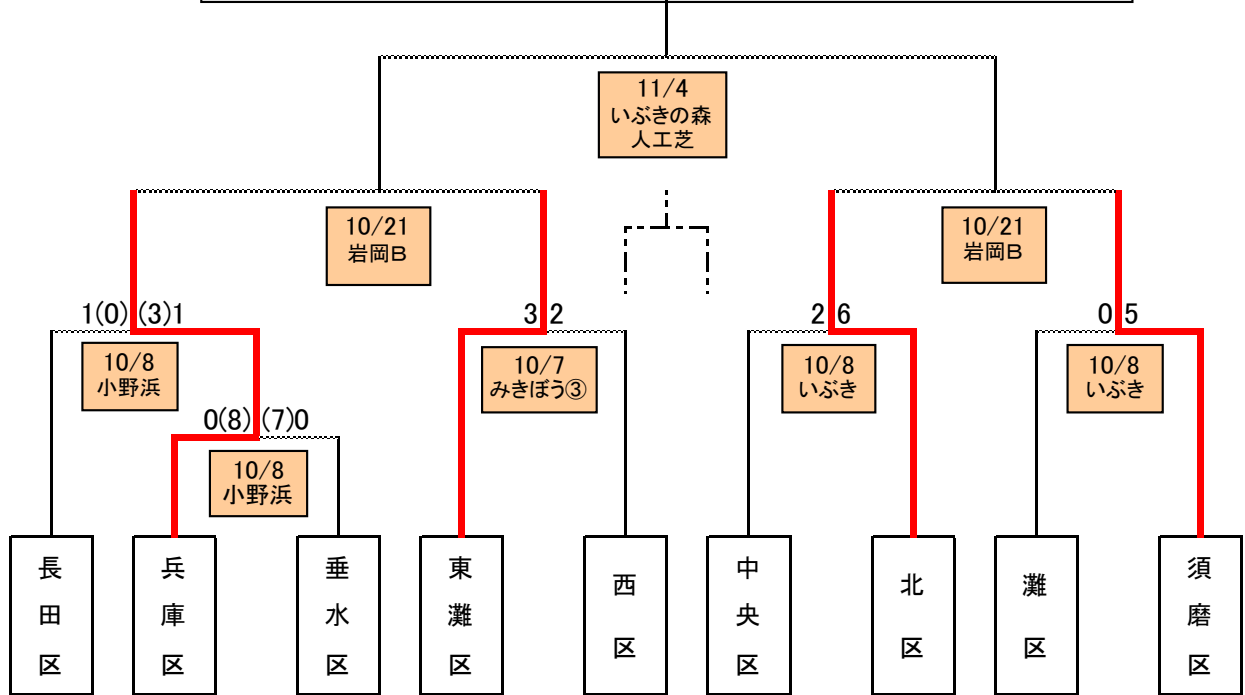 11/4
いぶきの森
人工芝
10/21
岩岡B
10/21
岩岡B
1(0) (3)1
3 2
2 6
0 5
10/8
小野浜
10/7
みきぼう③
10/8
いぶき
10/8
いぶき
0(8) (7)0
10/8
小野浜
長田区
兵庫区
垂水区
東灘区
西区
中央区
北区
灘区
須磨区